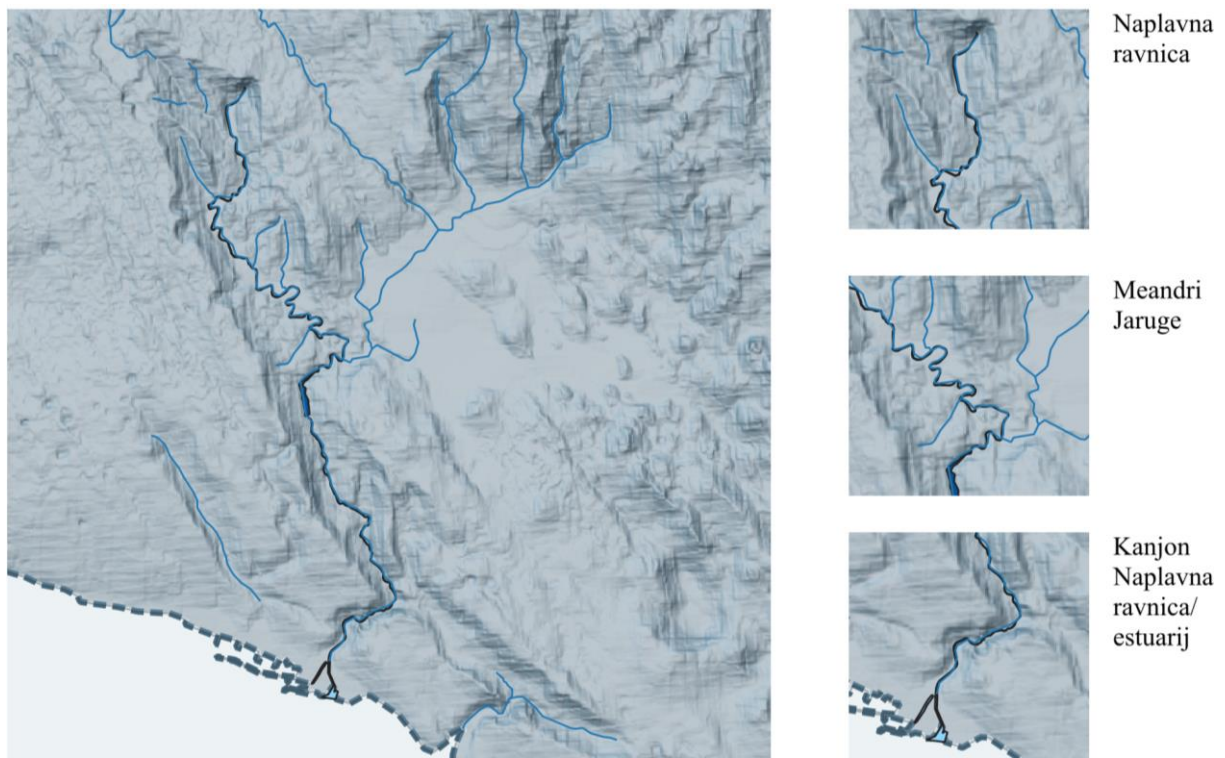 Naplavna
ravnica
Meandri
Jaruge
Kanjon
Naplavna
ravnica/
estuarij